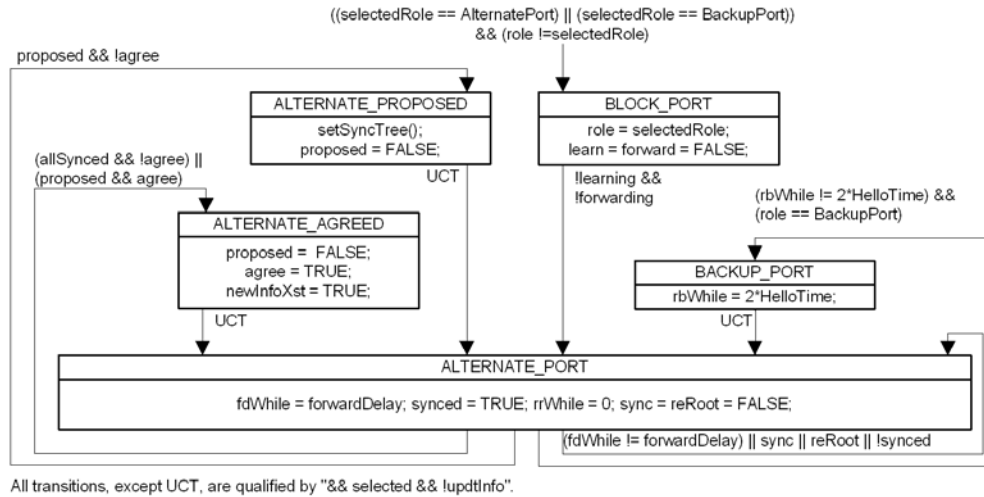 ((selectedRole == AlternatePort) || (selectedRole == BackupPort))
&& (role !=selectedRole)
proposed && !agree
ALTERNATE_PROPOSED
setSyncTree();
proposed = FALSE;
UCT
BLOCK_PORT
role = selectedRole;
learn = forward = FALSE;
!learning &&
!forwarding
(allSynced && !agree) ||
(proposed && agree)
ALTERNATE_AGREED
proposed = FALSE;
agree = TRUE;
newInfoXst = TRUE;
UCT
(rbWhile != 2*HelloTime) &&
(role == BackupPort)
BACKUP_PORT
rbWhile = 2*HelloTime;
UCT
ALTERNATE_PORT
fdWhile = forwardDelay; synced = TRUE; rrWhile = 0; sync = reRoot = FALSE;
(fdWhile != forwardDelay) || sync || reRoot || !synced
All transitions, except UCT, are qualified by "&& selected && !updtInfo".